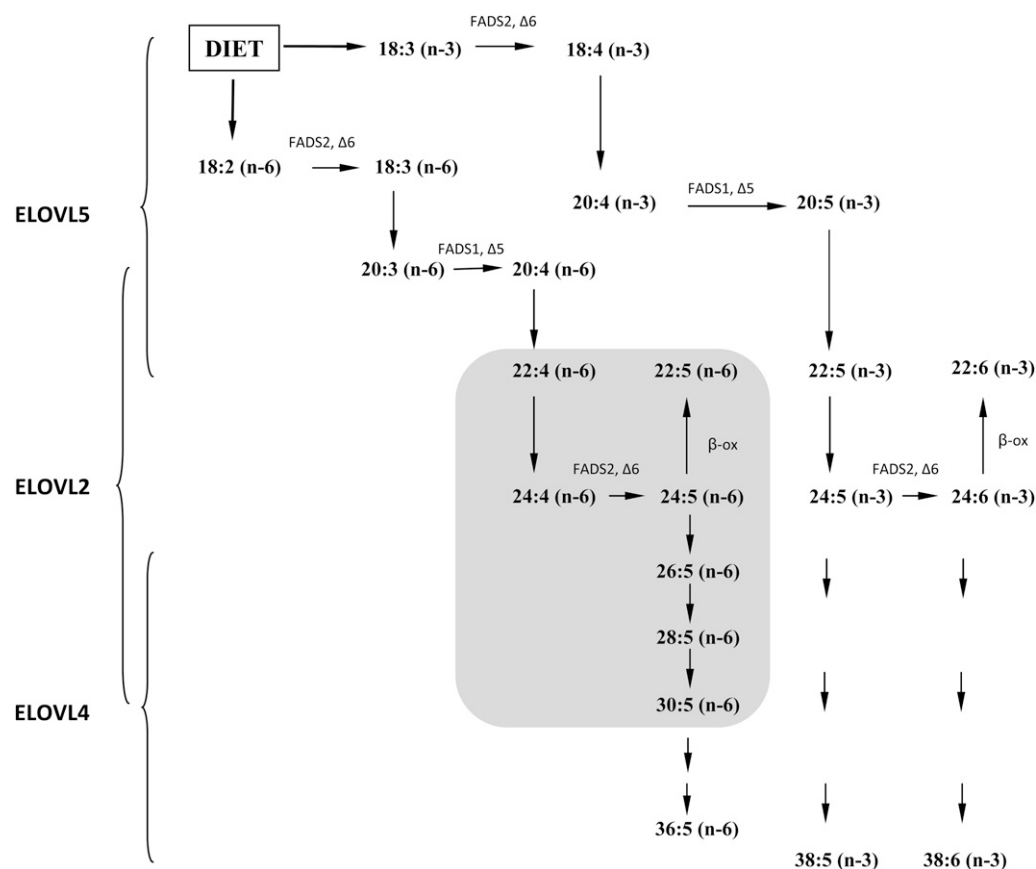 FADS2, Δ6
DIET
18:3 (n-3)
18:4 (n-3)
FADS2, Δ6
18:2 (n-6)
18:3 (n-6)
FADS1, Δ5
ELOVL5
20:4 (n-3)
20:5 (n-3)
FADS1, Δ5
20:3 (n-6)
20:4 (n-6)
22:4 (n-6)
22:5 (n-6)
22:5 (n-3)
22:6 (n-3)
β-ox
β-ox
FADS2, Δ6
FADS2, Δ6
ELOVL2
24:4 (n-6)
24:5 (n-6)
24:5 (n-3)
24:6 (n-3)
26:5 (n-6)
28:5 (n-6)
ELOVL4
30:5 (n-6)
36:5 (n-6)
38:5 (n-3)
38:6 (n-3)